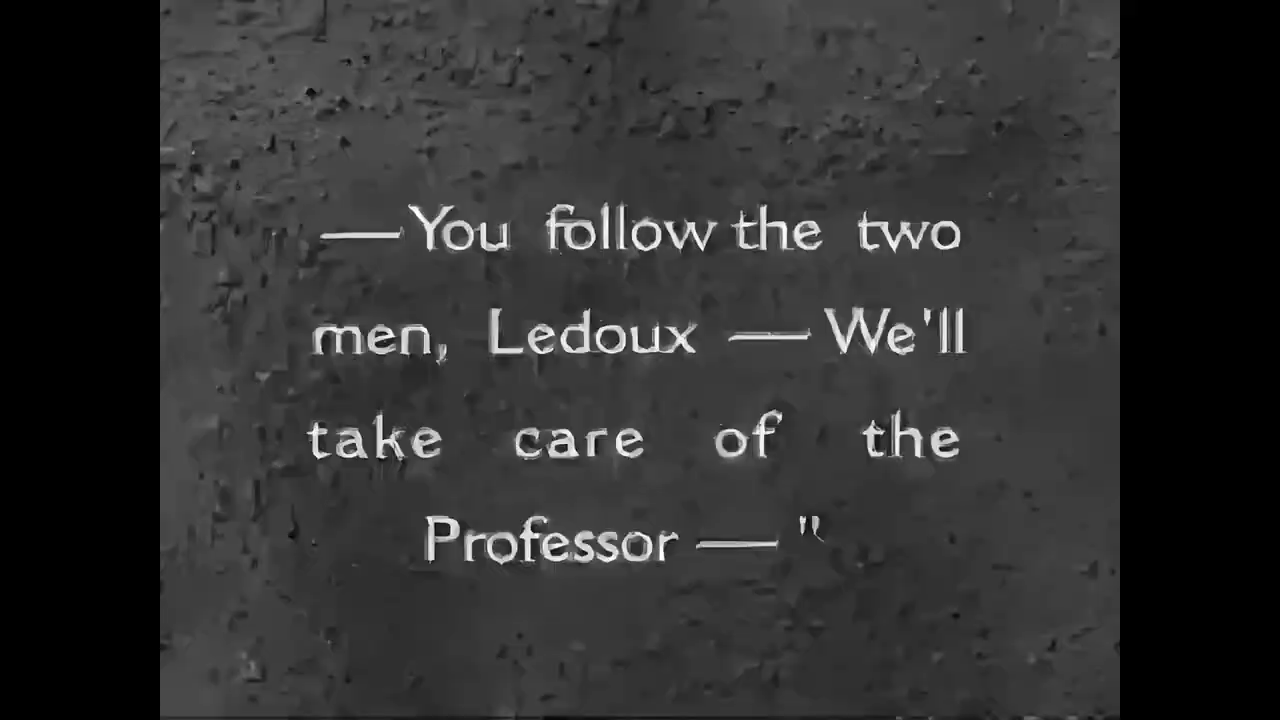 —You follow the two
men, Ledoux — We'll
take care of the
Professor —"